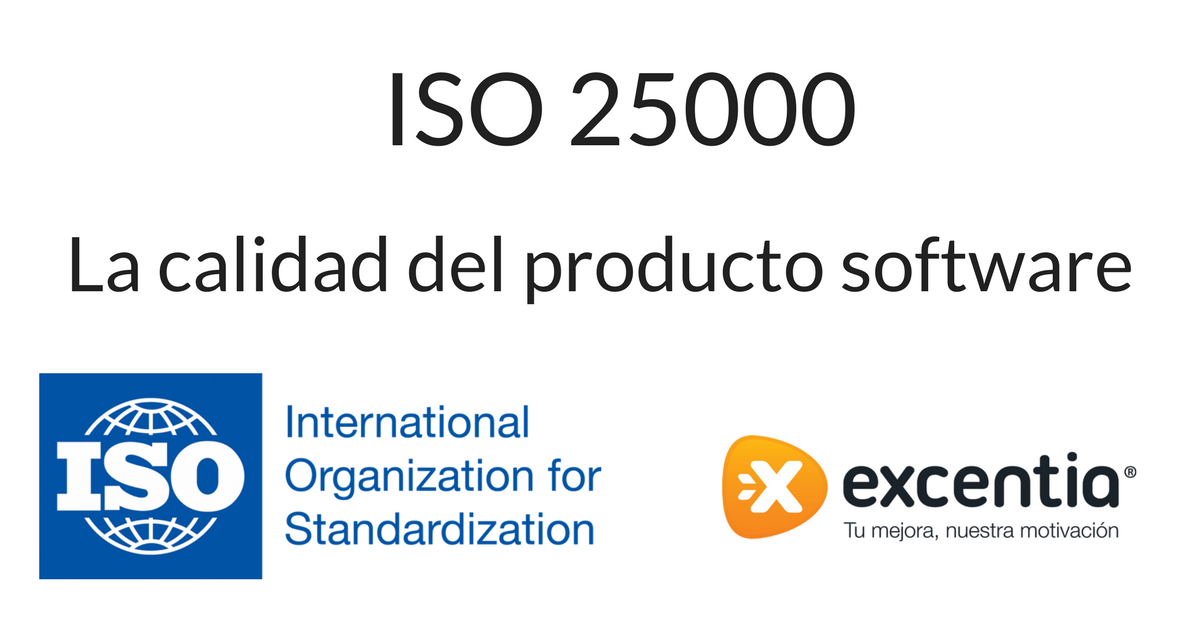 ISO 25000
La calidad del producto software
ISO
International
Organization for
Standardization
excentia®
Tu mejora, nuestra motivación